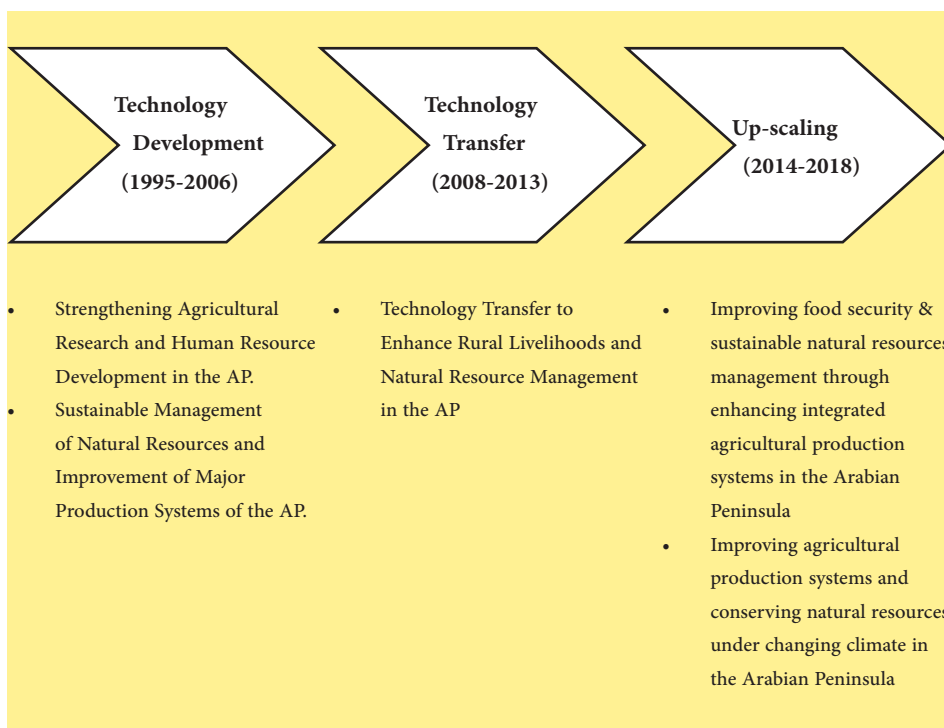 Technology
Development
(1995-2006)
Technology
Transfer
(2008-2013)
Up-scaling
(2014-2018)
• Strengthening Agricultural
Research and Human Resource
Development in the AP.
• Sustainable Management
of Natural Resources and
Improvement of Major
Production Systems of the AP.
• Technology Transfer to
Enhance Rural Livelihoods and
Natural Resource Management
in the AP
• Improving food security &
sustainable natural resources
management through
enhancing integrated
agricultural production
systems in the Arabian
Peninsula
• Improving agricultural
production systems and
conserving natural resources
under changing climate in
the Arabian Peninsula